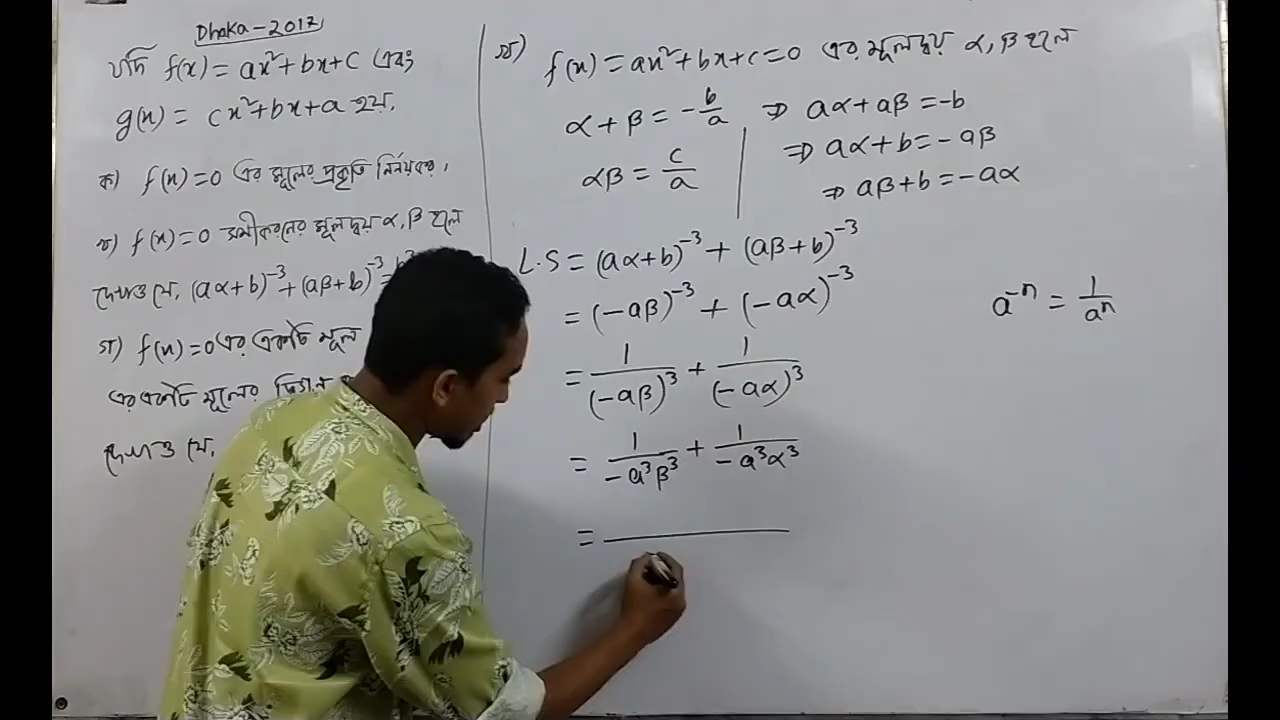 Dhaka-2017
যদি f(x) = ax²+bx+c এবং
g(x) = cx²+bx+a হয়,
ক) f(x)=0 এর মূলের প্রকৃতি নির্নয় কর।
খ) f(x)=0 সমীকরনের মূলদ্বয় α, β হলে
দেখাও যে, (aα+b)⁻³+(aβ+b)⁻³=
গ) f(x)=0 এর একটি মূল
এর একটি মূলের দ্বিগুন
দেখাও যে,
খ) f(x)=ax²+bx+c=0 এর মূলদ্বয় α, β হলে
α+β = -b/a ⇒ aα+aβ=-b
⇒ aα+b=-aβ
αβ = c/a
⇒ aβ+b=-aα
L.S = (aα+b)⁻³ + (aβ+b)⁻³
= (-aβ)⁻³ + (-aα)⁻³
a⁻ⁿ = 1/aⁿ
= 1/(-aβ)³ + 1/(-aα)³
= 1/-a³β³ + 1/-a³α³
=